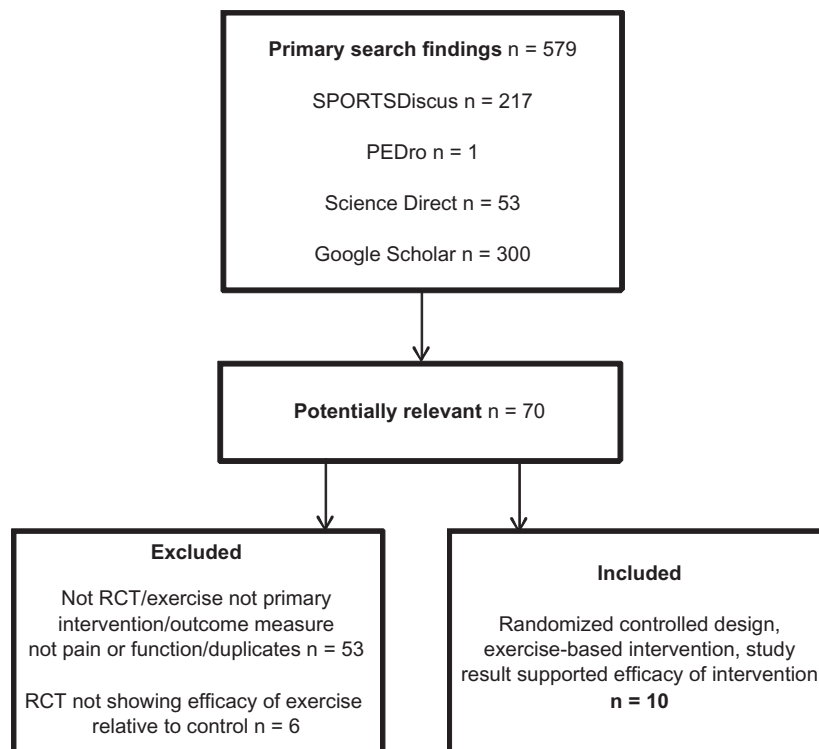 Primary search findings n = 579
SPORTSDiscus n = 217
PEDro n = 1
Science Direct n = 53
Google Scholar n = 300
Potentially relevant n = 70
Excluded
Not RCT/exercise not primary
intervention/outcome measure
not pain or function/duplicates n = 53
RCT not showing efficacy of exercise
relative to control n = 6
Included
Randomized controlled design,
exercise-based intervention, study
result supported efficacy of intervention
n = 10